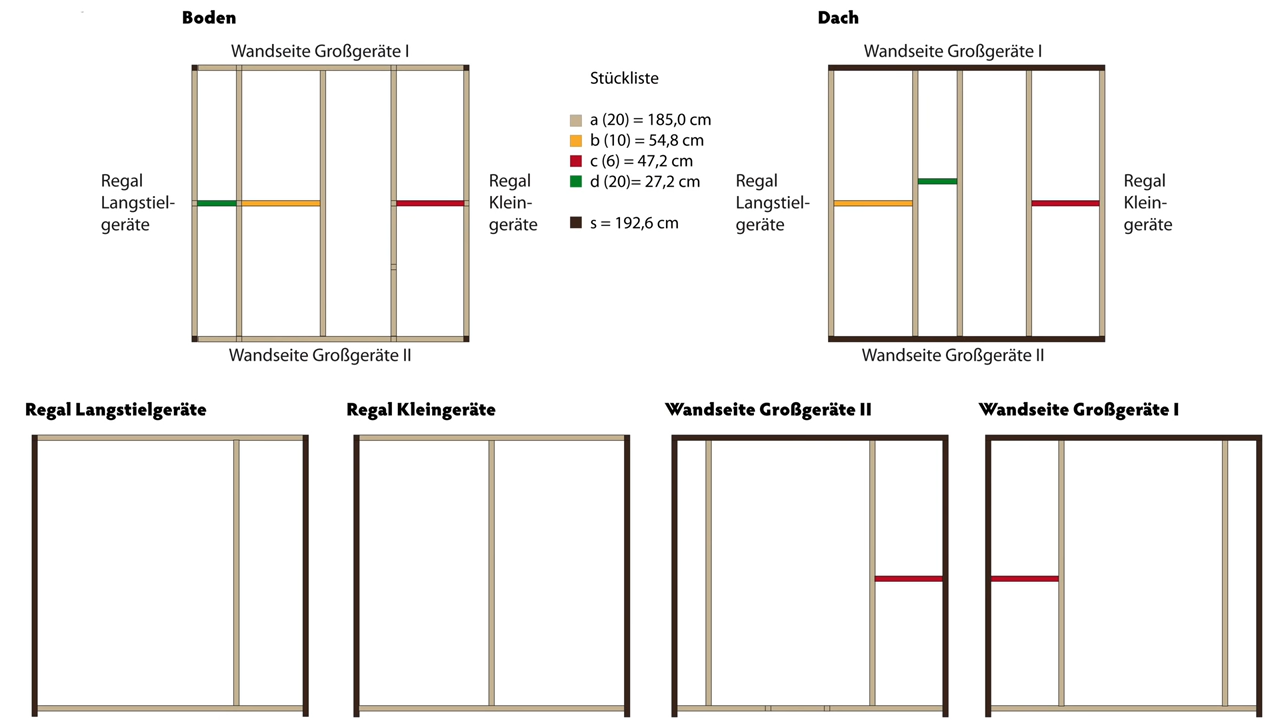 Boden
Wandseite Großgeräte I
Regal
Langstiel-
geräte
Regal
Klein-
geräte
Wandseite Großgeräte II
Stückliste
a (20) = 185,0 cm
b (10) = 54,8 cm
c (6) = 47,2 cm
d (20)= 27,2 cm
s = 192,6 cm
Dach
Wandseite Großgeräte I
Regal
Langstiel-
geräte
Regal
Klein-
geräte
Wandseite Großgeräte II
Regal Langstielgeräte
Regal Kleingeräte
Wandseite Großgeräte II
Wandseite Großgeräte I